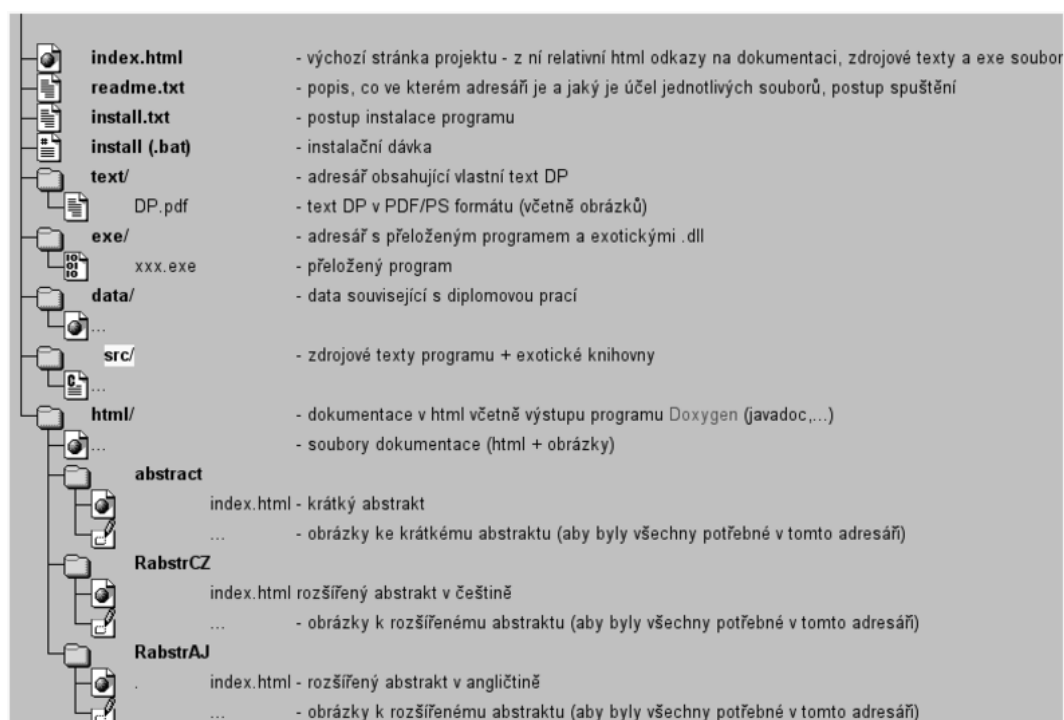 index.html - výchozí stránka projektu - z ní relativní html odkazy na dokumentaci, zdrojové texty a exe soubor
readme.txt - popis, co ve kterém adresáři je a jaký je účel jednotlivých souborů, postup spuštění
install.txt - postup instalace programu
install (.bat) - instalační dávka
text/ - adresář obsahující vlastní text DP
DP.pdf - text DP v PDF/PS formátu (včetně obrázků)
exe/ - adresář s přeloženým programem a exotickými .dll
xxx.exe - přeložený program
data/ - data související s diplomovou prací
...
src/ - zdrojové texty programu + exotické knihovny
...
html/ - dokumentace v html včetně výstupu programu Doxygen (javadoc,...)
... - soubory dokumentace (html + obrázky)
abstract
index.html - krátký abstrakt
... - obrázky ke krátkému abstraktu (aby byly všechny potřebné v tomto adresáři)
RabstrCZ
index.html rozšířený abstrakt v češtině
... - obrázky k rozšířenému abstraktu (aby byly všechny potřebné v tomto adresáři)
RabstrAJ
. index.html - rozšířený abstrakt v angličtině
... - obrázky k rozšířenému abstraktu (aby byly všechny potřebné v tomto adresáři)